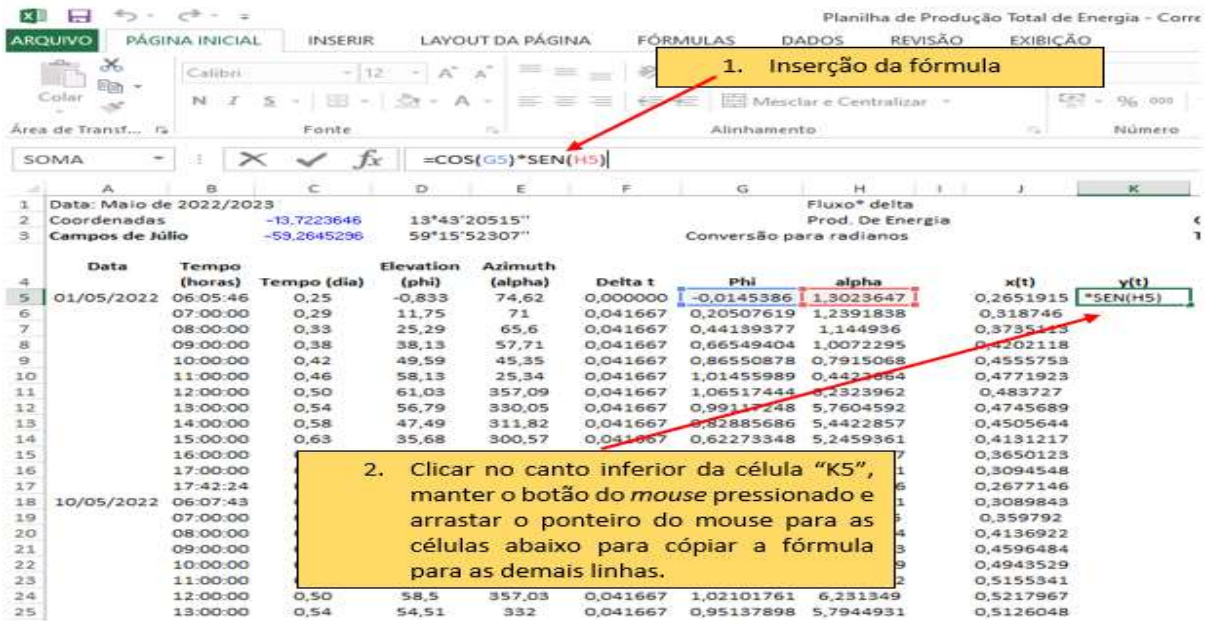 Planilha de Produção Total de Energia - Corre
ARQUIVO PÁGINA INICIAL INSERIR LAYOUT DA PÁGINA FÓRMULAS DADOS REVISÃO EXIBIÇÃO
1. Inserção da fórmula
Calibri 12 A A
Colar
N I S A Mesclar e Centralizar % 000
Área de Transf... Fonte Alinhamento Número
SOMA fx =COS(G5)*SEN(H5)
A B C D E F G H I J K
1 Data: Maio de 2022/2023 Fluxo* delta
2 Coordenadas -13,7223646 13°43'20515" Prod. De Energia
3 Campos de Júlio -59,2645296 59°15'52307" Conversão para radianos
Data Tempo Elevation Azimuth
4 (horas) Tempo (dia) (phi) (alpha) Delta t Phi alpha x(t) y(t)
5 01/05/2022 06:05:46 0,25 -0,833 74,62 0,000000 -0,0145386 1,3023647 0,2651915 *SEN(H5)
6 07:00:00 0,29 11,75 71 0,041667 0,20507619 1,2391838 0,318746
7 08:00:00 0,33 25,29 65,6 0,041667 0,44139377 1,144936
8 09:00:00 0,38 38,13 57,71 0,041667 0,66549404 1,0072295 0,4202118
9 10:00:00 0,42 49,59 45,35 0,041667 0,86550878 0,7915068 0,4555753
10 11:00:00 0,46 58,13 25,34 0,041667 1,01455989 0,4771923
11 12:00:00 0,50 61,03 357,09 0,041667 1,06517444 0,483727
12 13:00:00 0,54 56,79 330,05 0,041667 0,99117248 5,7604592 0,4745689
13 14:00:00 0,58 47,49 311,82 0,041667 0,82885686 5,4422857 0,4505644
14 15:00:00 0,63 35,68 300,57 0,041667 0,62273348 5,2459361 0,4131217
15 16:00:00 7 0,3650123
16 17:00:00 1 0,3094548
17 17:42:24 6 0,2677146
18 10/05/2022 06:07:43 1 0,3089843
19 07:00:00 0,359792
20 08:00:00 4 0,4136922
21 09:00:00 3 0,4596484
22 10:00:00 9 0,4943529
23 11:00:00 2 0,5155341
24 12:00:00 0,50 58,5 357,03 0,041667 1,02101761 6,231349 0,5217967
25 13:00:00 0,54 54,51 332 0,041667 0,95137898 5,7944931 0,5126048
2. Clicar no canto inferior da célula “K5”,
manter o botão do mouse pressionado e
arrastar o ponteiro do mouse para as
células abaixo para cópiar a fórmula
para as demais linhas.